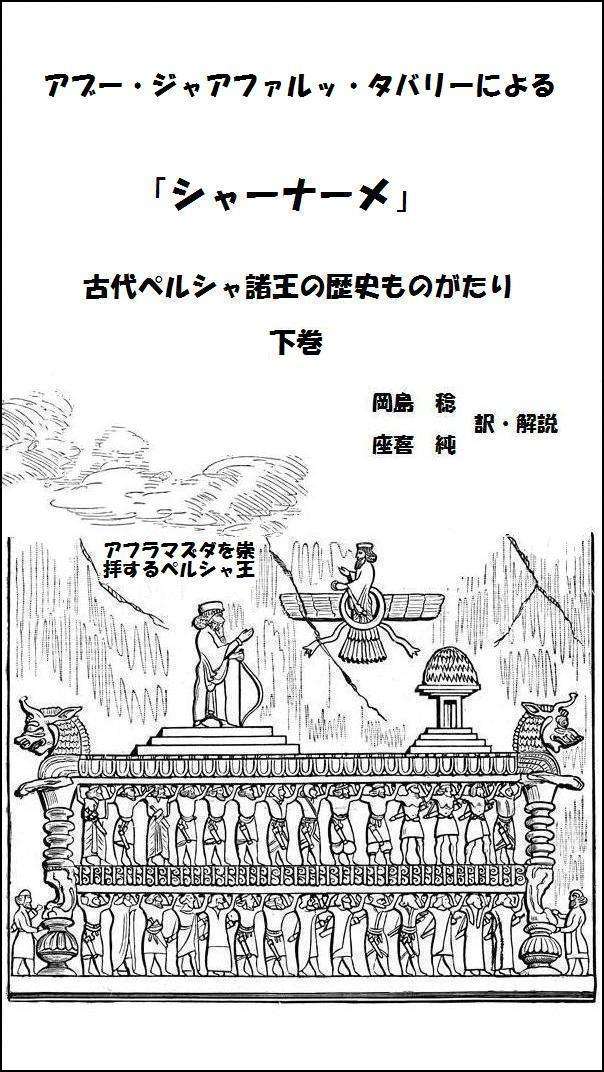 アブー・ジャアファルッ・タバリーによる
「シャーナーメ」
古代ペルシャ諸王の歴史ものがたり
下巻
岡島　稔
座喜　純
訳・解説
アフラマズダを崇
拝するペルシャ王